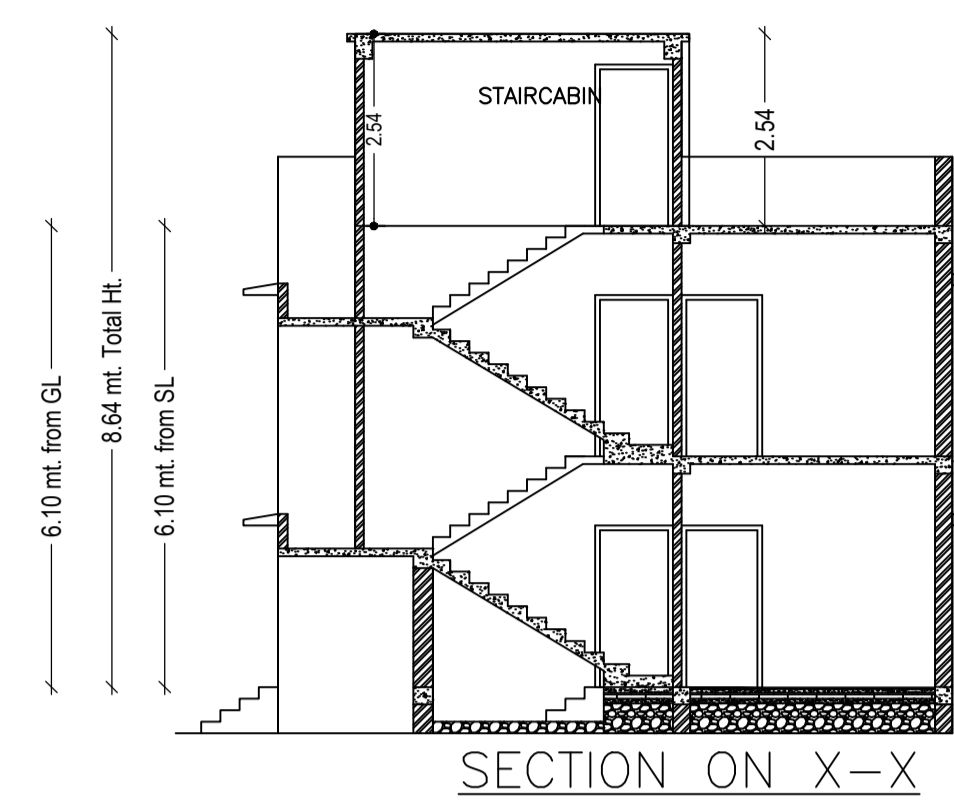 STAIRCABIN
2.54
2.54
6.10 mt. from GL
8.64 mt. Total Ht.
6.10 mt. from SL
SECTION ON X-X